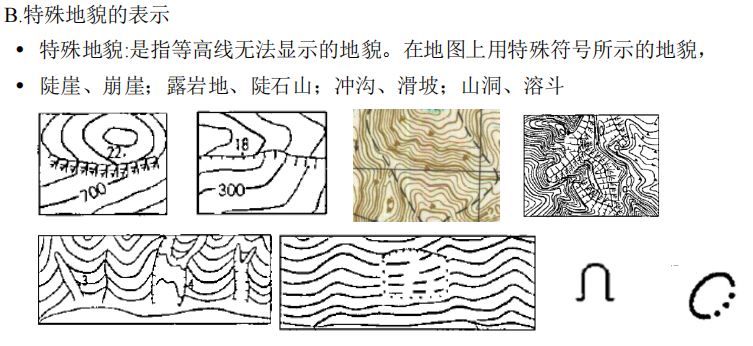 B.特殊地貌的表示
• 特殊地貌:是指等高线无法显示的地貌。在地图上用特殊符号所示的地貌，
• 陡崖、崩崖；露岩地、陡石山；冲沟、滑坡；山洞、溶斗
22
700
18
300
3
4